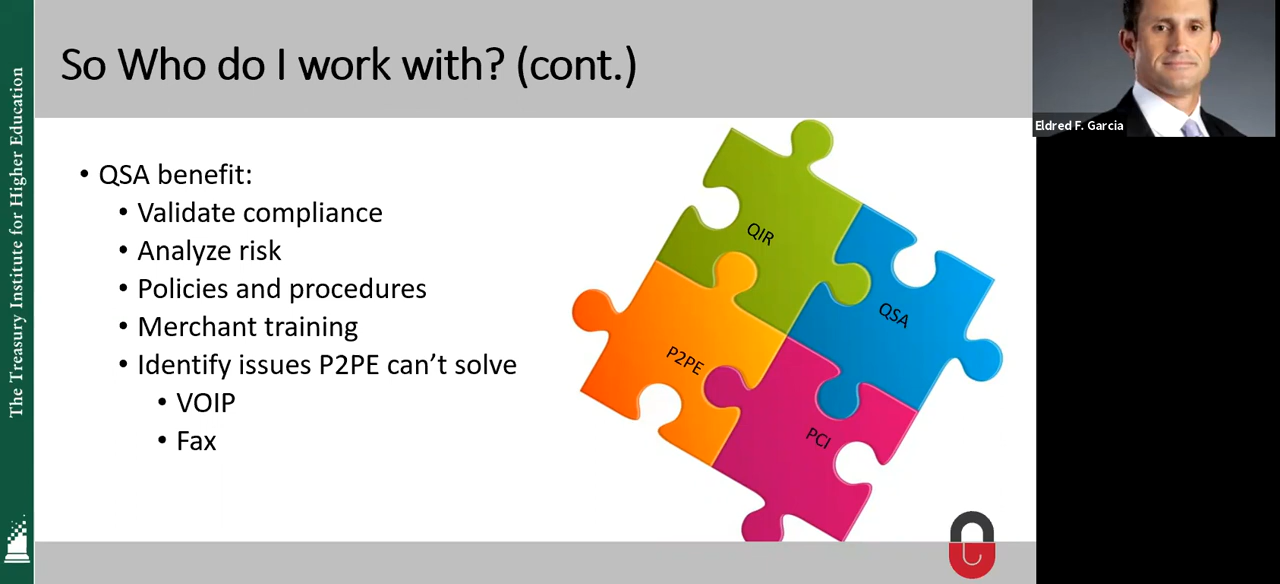 The Treasury Institute for Higher Education
So Who do I work with? (cont.)
Eldred F. Garcia
• QSA benefit:
• Validate compliance
• Analyze risk
• Policies and procedures
• Merchant training
• Identify issues P2PE can’t solve
• VOIP
• Fax
QIR
QSA
P2PE
PCI